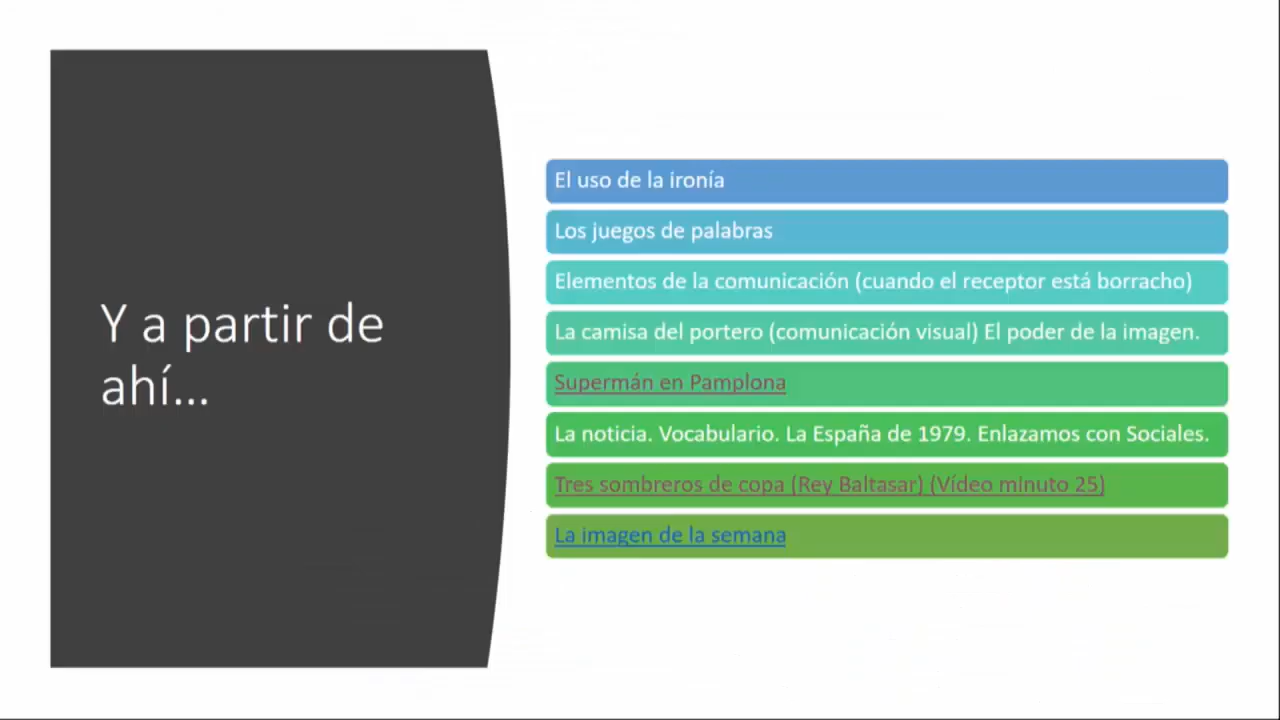 Y a partir de
ahí...
El uso de la ironía
Los juegos de palabras
Elementos de la comunicación (cuando el receptor está borracho)
La camisa del portero (comunicación visual) El poder de la imagen.
Supermán en Pamplona
La noticia. Vocabulario. La España de 1979. Enlazamos con Sociales.
Tres sombreros de copa (Rey Baltasar) (Vídeo minuto 25)
La imagen de la semana